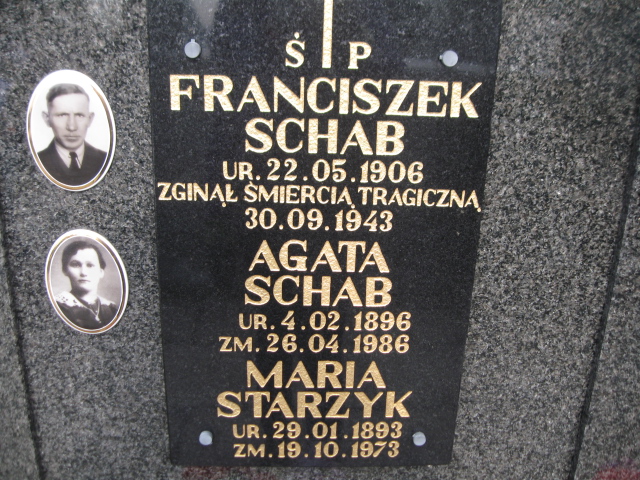 Ś P
FRANCISZEK
SCHAB
UR. 22.05.1906
ZGINĄŁ ŚMIERCIĄ TRAGICZNĄ
30.09.1943
AGATA
SCHAB
UR. 4.02.1896
ZM. 26.04.1986
MARIA
STARZYK
UR. 29.01.1893
ZM. 19.10.1973